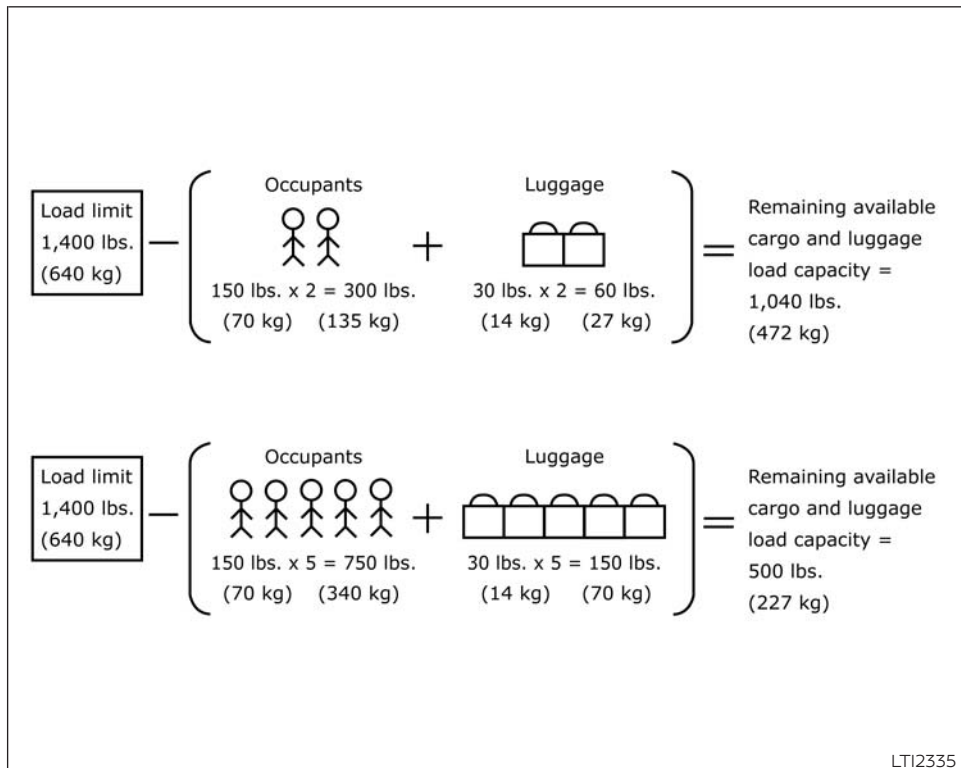 Load limit
1,400 lbs.
(640 kg)
Occupants
150 lbs. x 2 = 300 lbs.
(70 kg) (135 kg)
Luggage
30 lbs. x 2 = 60 lbs.
(14 kg) (27 kg)
Remaining available
cargo and luggage
load capacity =
1,040 lbs.
(472 kg)
Load limit
1,400 lbs.
(640 kg)
Occupants
150 lbs. x 5 = 750 lbs.
(70 kg) (340 kg)
Luggage
30 lbs. x 5 = 150 lbs.
(14 kg) (70 kg)
Remaining available
cargo and luggage
load capacity =
500 lbs.
(227 kg)
LTI2335